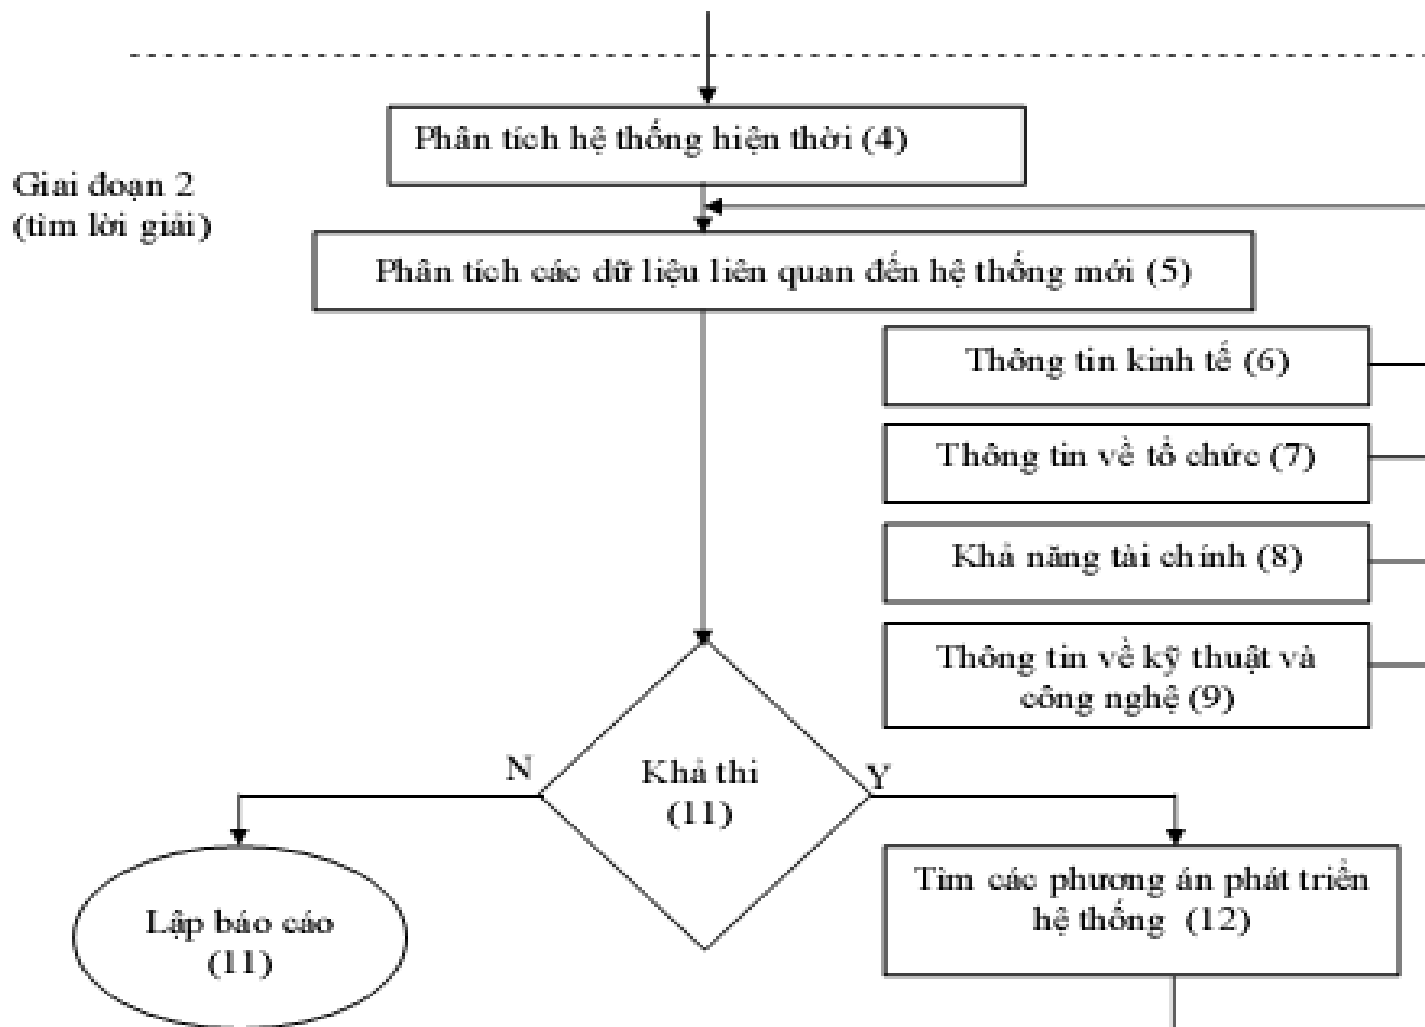 Phân tích hệ thống hiện thời (4)
Giai đoạn 2
(tìm lời giải)
Phân tích các dữ liệu liên quan đến hệ thống mới (5)
Thông tin kinh tế (6)
Thông tin về tổ chức (7)
Khả năng tài chính (8)
Thông tin về kỹ thuật và
công nghệ (9)
N
Khả thi
(11)
Y
Lập báo cáo
(11)
Tìm các phương án phát triển
hệ thống (12)